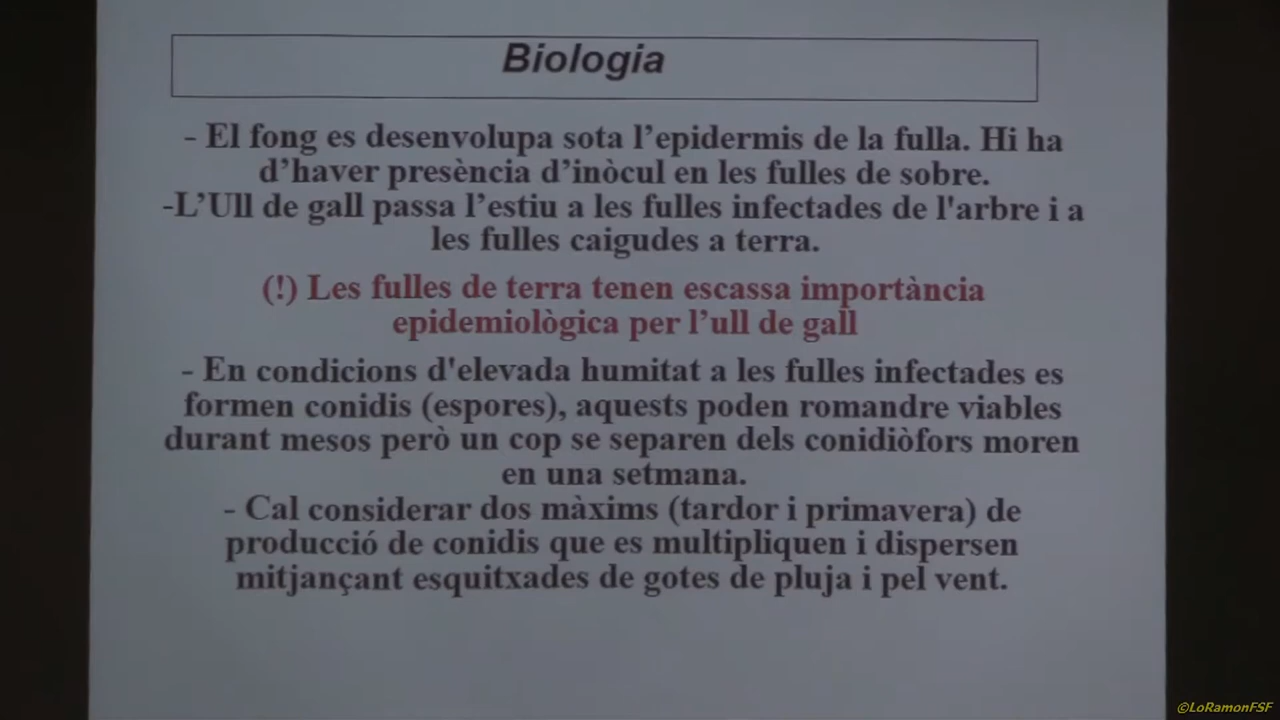 Biologia
- El fong es desenvolupa sota l’epidermis de la fulla. Hi ha
d’haver presència d’inòcul en les fulles de sobre.
-L’Ull de gall passa l’estiu a les fulles infectades de l'arbre i a
les fulles caigudes a terra.
(!) Les fulles de terra tenen escassa importància
epidemiològica per l’ull de gall
- En condicions d'elevada humitat a les fulles infectades es
formen conidis (espores), aquests poden romandre viables
durant mesos però un cop se separen dels conidiòfors moren
en una setmana.
- Cal considerar dos màxims (tardor i primavera) de
producció de conidis que es multipliquen i dispersen
mitjançant esquitxades de gotes de pluja i pel vent.
©LoRamonFSF